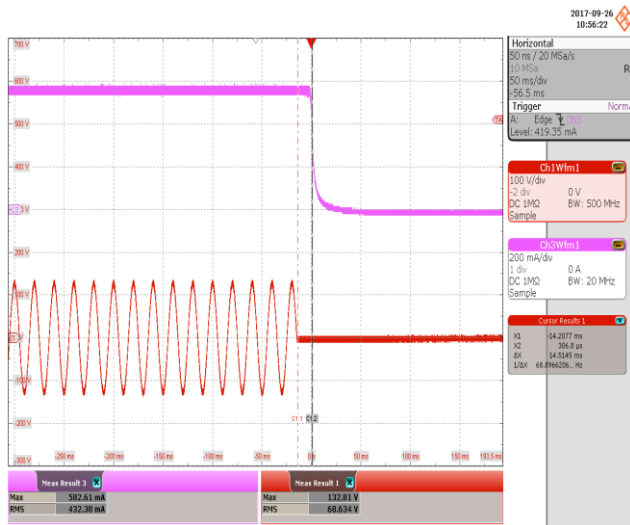 2017-09-26
10:56:22
Horizontal
50 ns / 20 MSa/s
10 MSa
R
50 ms/div
-56.5 ms
Trigger
Norma
A: Edge Ch3
Level: 419.35 mA
Ch1Wfm1
100 V/div
-2 div 0 V
DC 1MΩ BW: 500 MHz
Sample
Ch3Wfm1
200 mA/div
1 div 0 A
DC 1MΩ BW: 20 MHz
Sample
Cursor Results 1
X1 -14.2077 ms
X2 306.8 µs
ΔX 14.5145 ms
1/ΔX 68.8966206.. Hz
700 V
600 V
500 V
400 V
200 V
100 V
-100 V
-200 V
-300 V
C1.1 C1.2
-250 ms -200 ms -150 ms -100 ms -50 ms 50 ms 100 ms 150 ms 193.5 ms
Meas Result 3
Max 582.61 mA
RMS 432.38 mA
Meas Result 1
Max 132.81 V
RMS 68.634 V